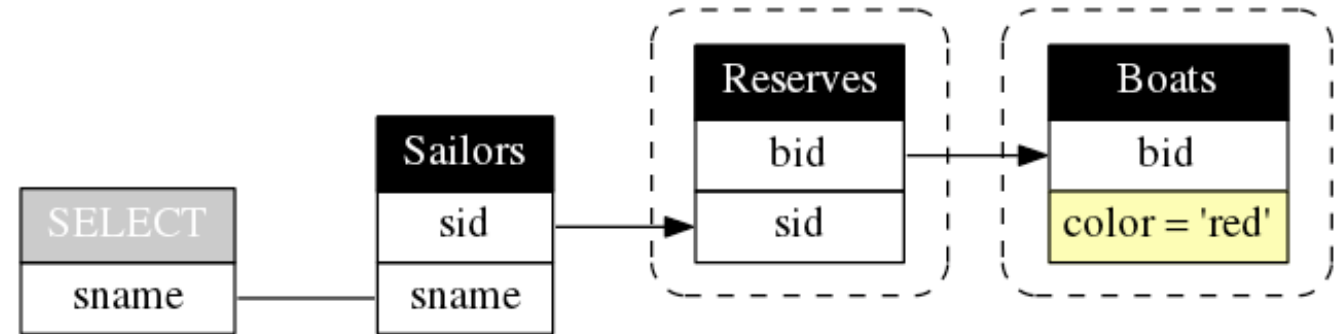 SELECT
sname
Sailors
sid
sname
Reserves
bid
sid
Boats
bid
color = 'red'